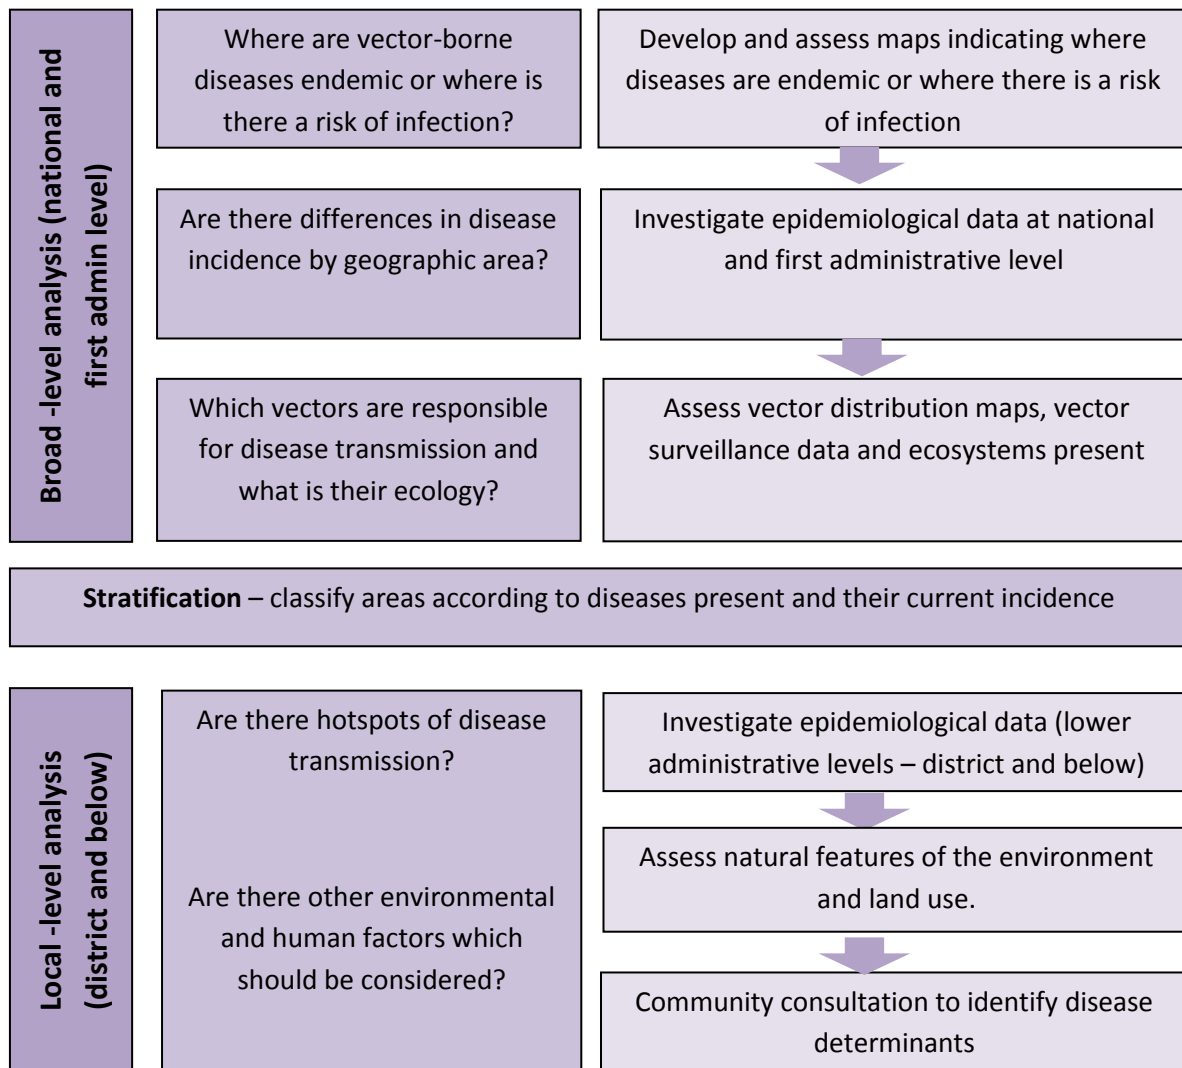 Broad -level analysis (national and
first admin level)
Where are vector-borne
diseases endemic or where is
there a risk of infection?
Develop and assess maps indicating where
diseases are endemic or where there is a risk
of infection
Are there differences in disease
incidence by geographic area?
Investigate epidemiological data at national
and first administrative level
Which vectors are responsible
for disease transmission and
what is their ecology?
Assess vector distribution maps, vector
surveillance data and ecosystems present
Stratification – classify areas according to diseases present and their current incidence
Local -level analysis
(district and below)
Are there hotspots of disease
transmission?
Are there other environmental
and human factors which
should be considered?
Investigate epidemiological data (lower
administrative levels – district and below)
Assess natural features of the environment
and land use.
Community consultation to identify disease
determinants